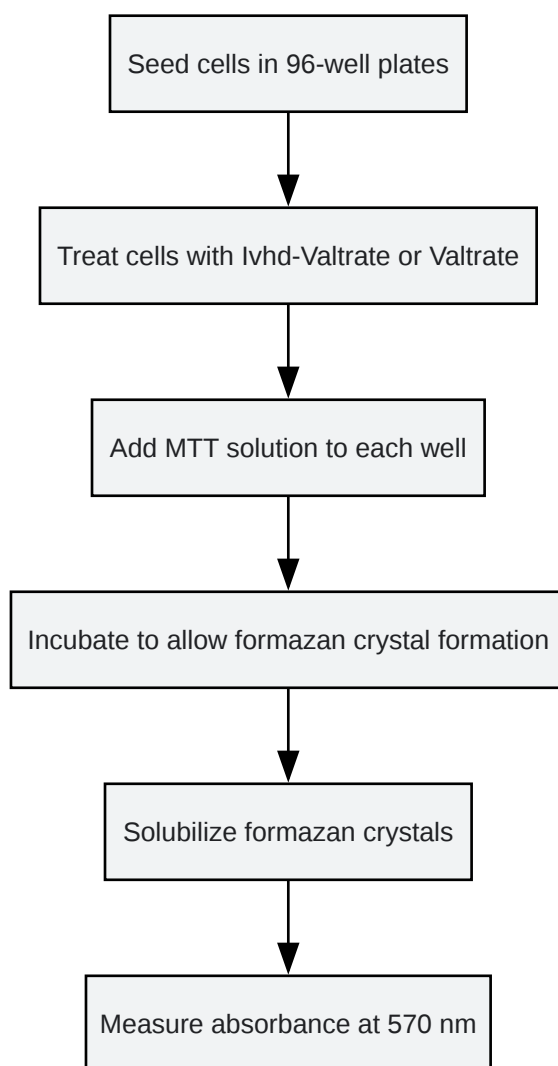 Seed cells in 96-well plates
Treat cells with Ivhd-Valtrate or Valtrate
Add MTT solution to each well
Incubate to allow formazan crystal formation
Solubilize formazan crystals
Measure absorbance at 570 nm